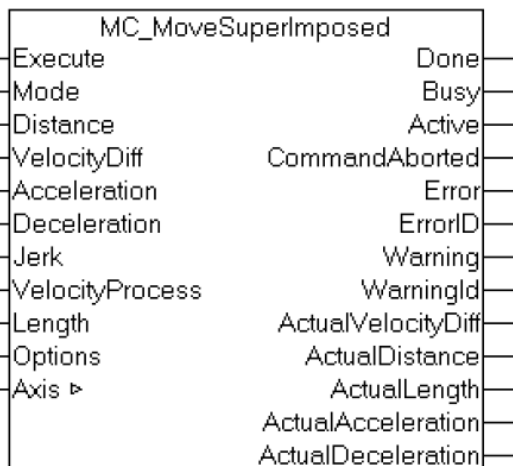 MC_MoveSuperImposed
Execute Done
Mode Busy
Distance Active
VelocityDiff CommandAborted
Acceleration Error
Deceleration ErrorID
Jerk Warning
VelocityProcess WarningId
Length ActualVelocityDiff
Options ActualDistance
Axis ▹ ActualLength
ActualAcceleration
ActualDeceleration